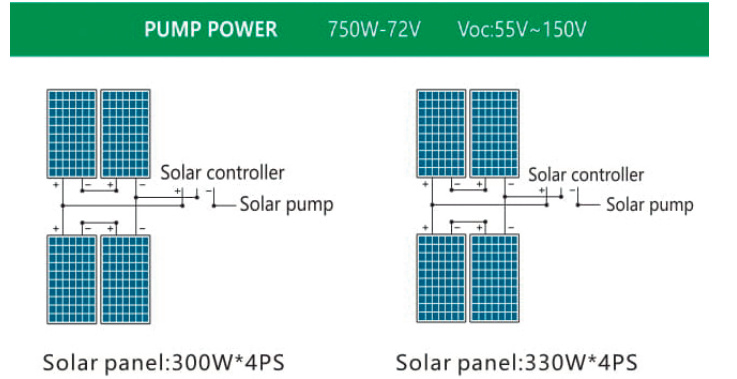 PUMP POWER 750W-72V Voc:55V~150V
Solar controller
+ - + -
+ -
Solar pump
+ - + -
Solar panel:300W*4PS
Solar controller
+ - + -
+ -
Solar pump
+ - + -
Solar panel:330W*4PS